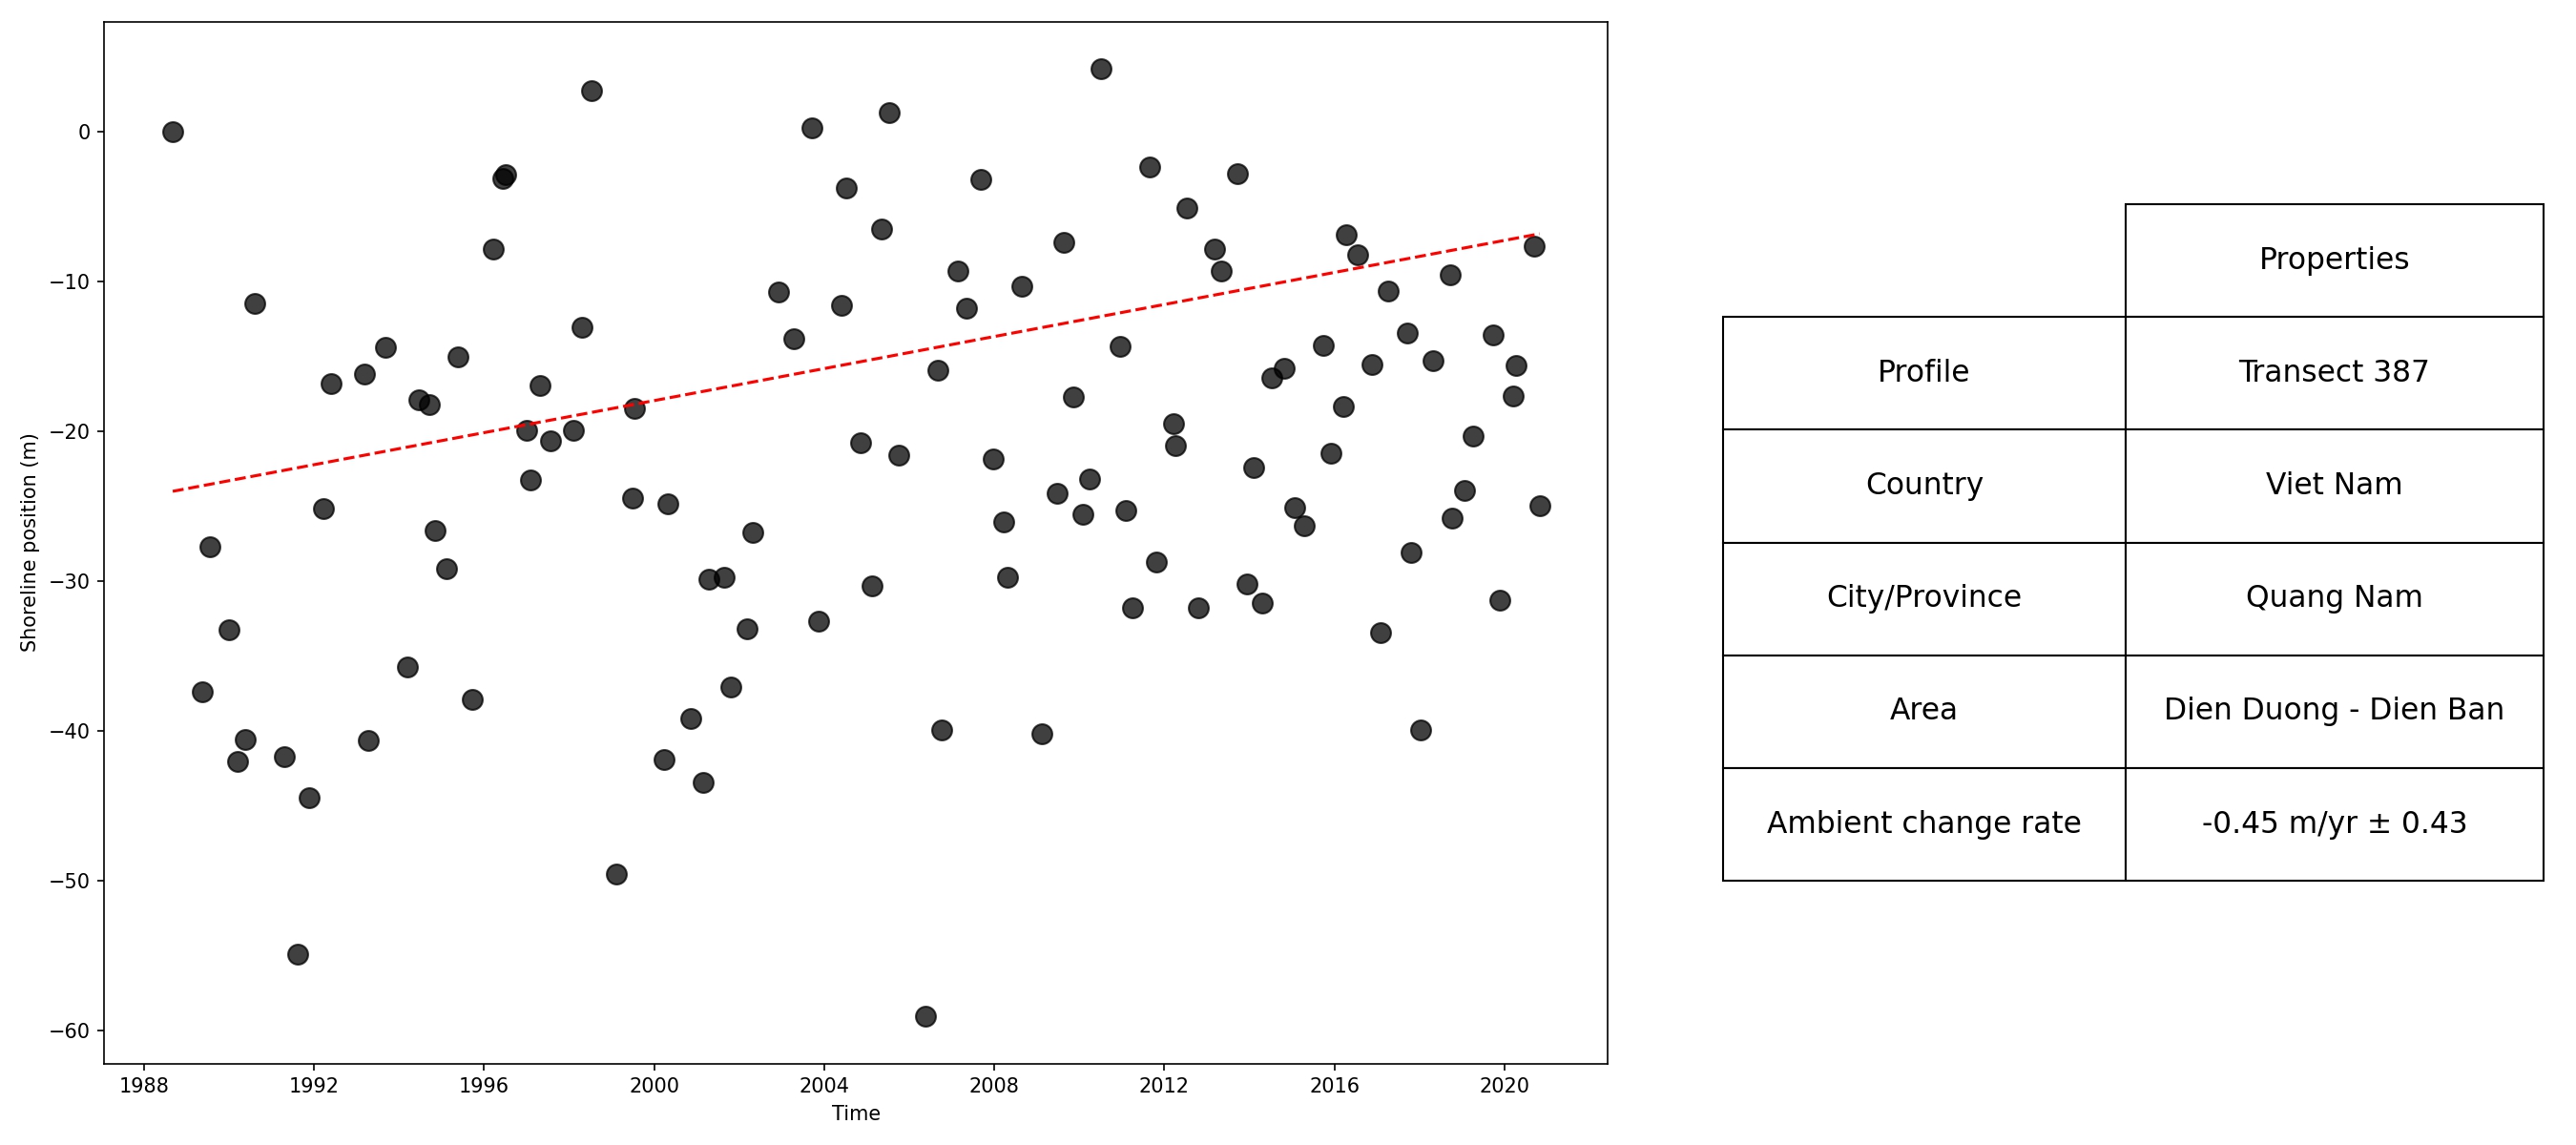 0
−10
−20
−30
−40
−50
−60
Shoreline position (m)
1988 1992 1996 2000 2004 2008 2012 2016 2020
Time
Properties
Profile Transect 387
Country Viet Nam
City/Province Quang Nam
Area Dien Duong - Dien Ban
Ambient change rate -0.45 m/yr ± 0.43